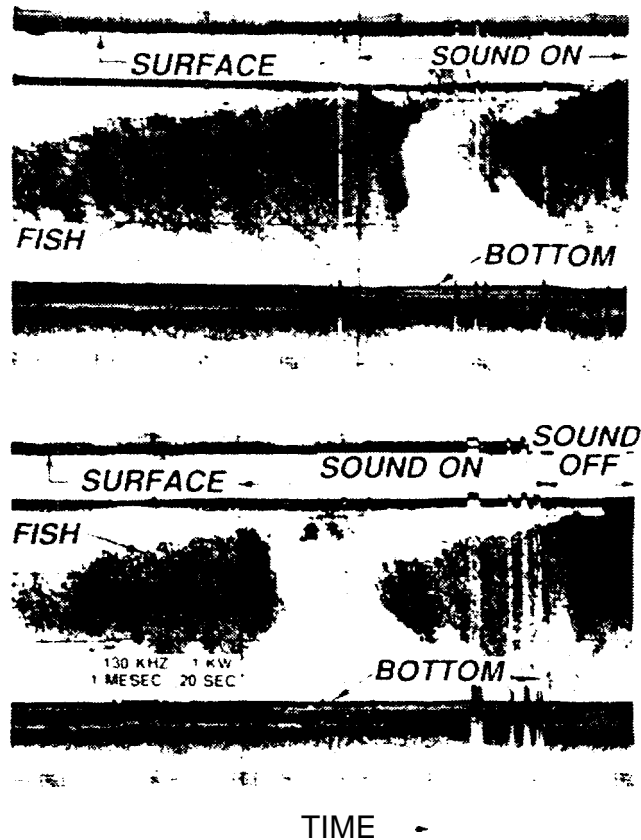 SURFACE
SOUND ON
FISH
BOTTOM
SOUND
OFF
SOUND ON
SURFACE
FISH
130 KHZ 1 KW
1 MESEC 20 SEC
BOTTOM
TIME